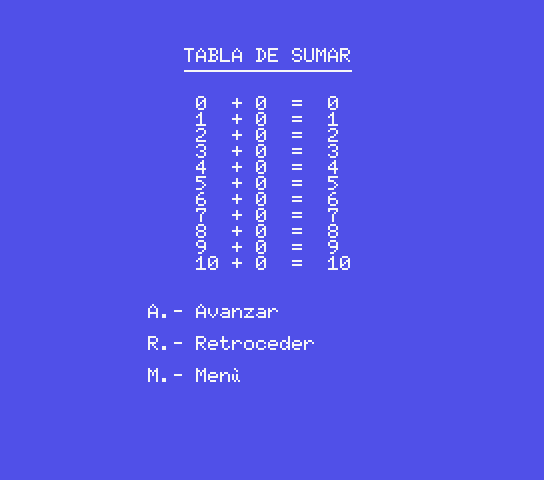 TABLA DE SUMAR
0 + 0 = 0
1 + 0 = 1
2 + 0 = 2
3 + 0 = 3
4 + 0 = 4
5 + 0 = 5
6 + 0 = 6
7 + 0 = 7
8 + 0 = 8
9 + 0 = 9
10 + 0 = 10
A.- Avanzar
R.- Retroceder
M.- Menù